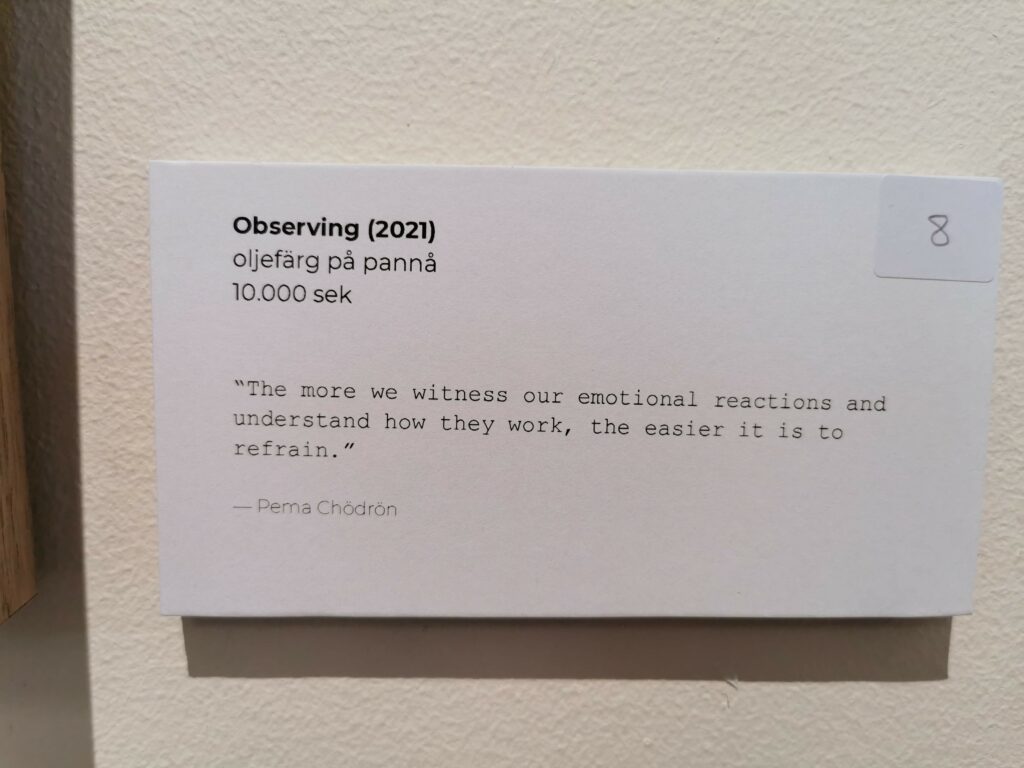 Observing (2021)
oljefärg på pannå
10.000 sek
8
“The more we witness our emotional reactions and
understand how they work, the easier it is to
refrain.”
— Pema Chödrön